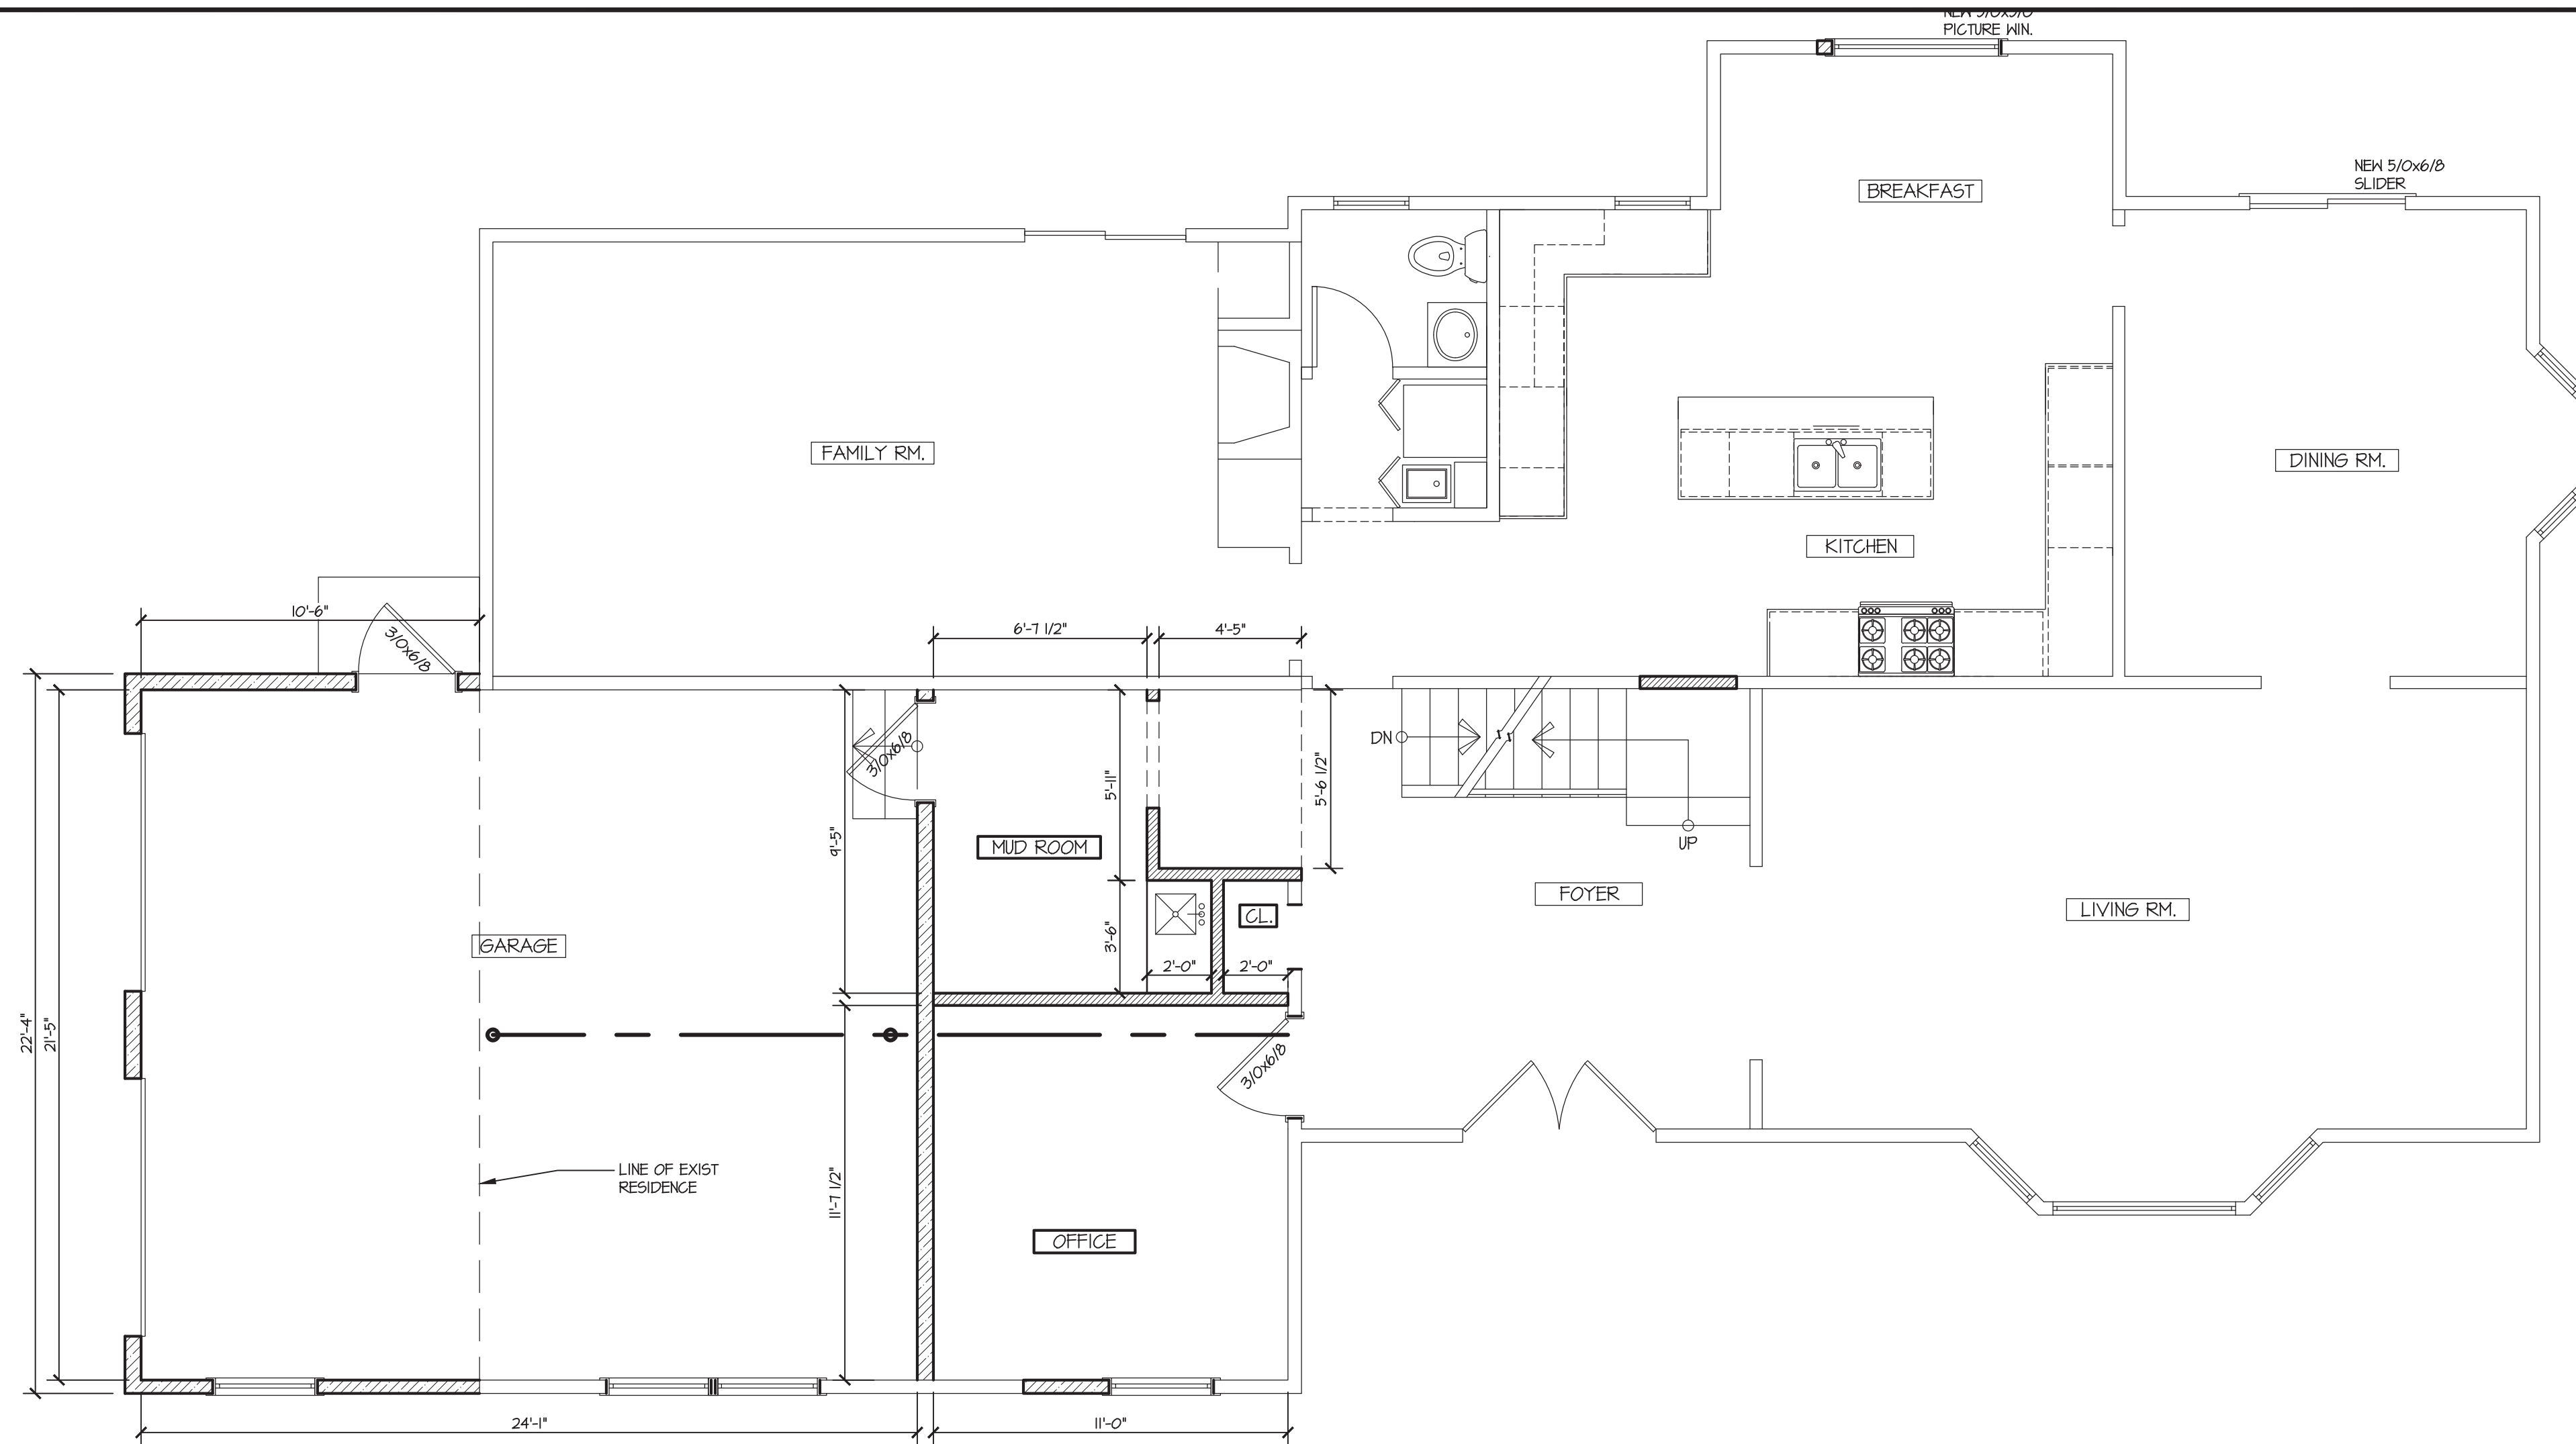 PICTURE WIN.
NEW 5/0x6/8
SLIDER
BREAKFAST
FAMILY RM.
DINING RM.
KITCHEN
10'-6"
3/0x6/8
6'-7 1/2"
4'-5"
DN
3/0x6/8
5'-11"
5'-6 1/2"
9'-5"
MUD ROOM
UP
FOYER
CL.
LIVING RM.
GARAGE
3'-6"
2'-0"
2'-0"
22'-4"
21'-5"
3/0x6/8
LINE OF EXIST
RESIDENCE
11'-7 1/2"
OFFICE
24'-1"
11'-0"